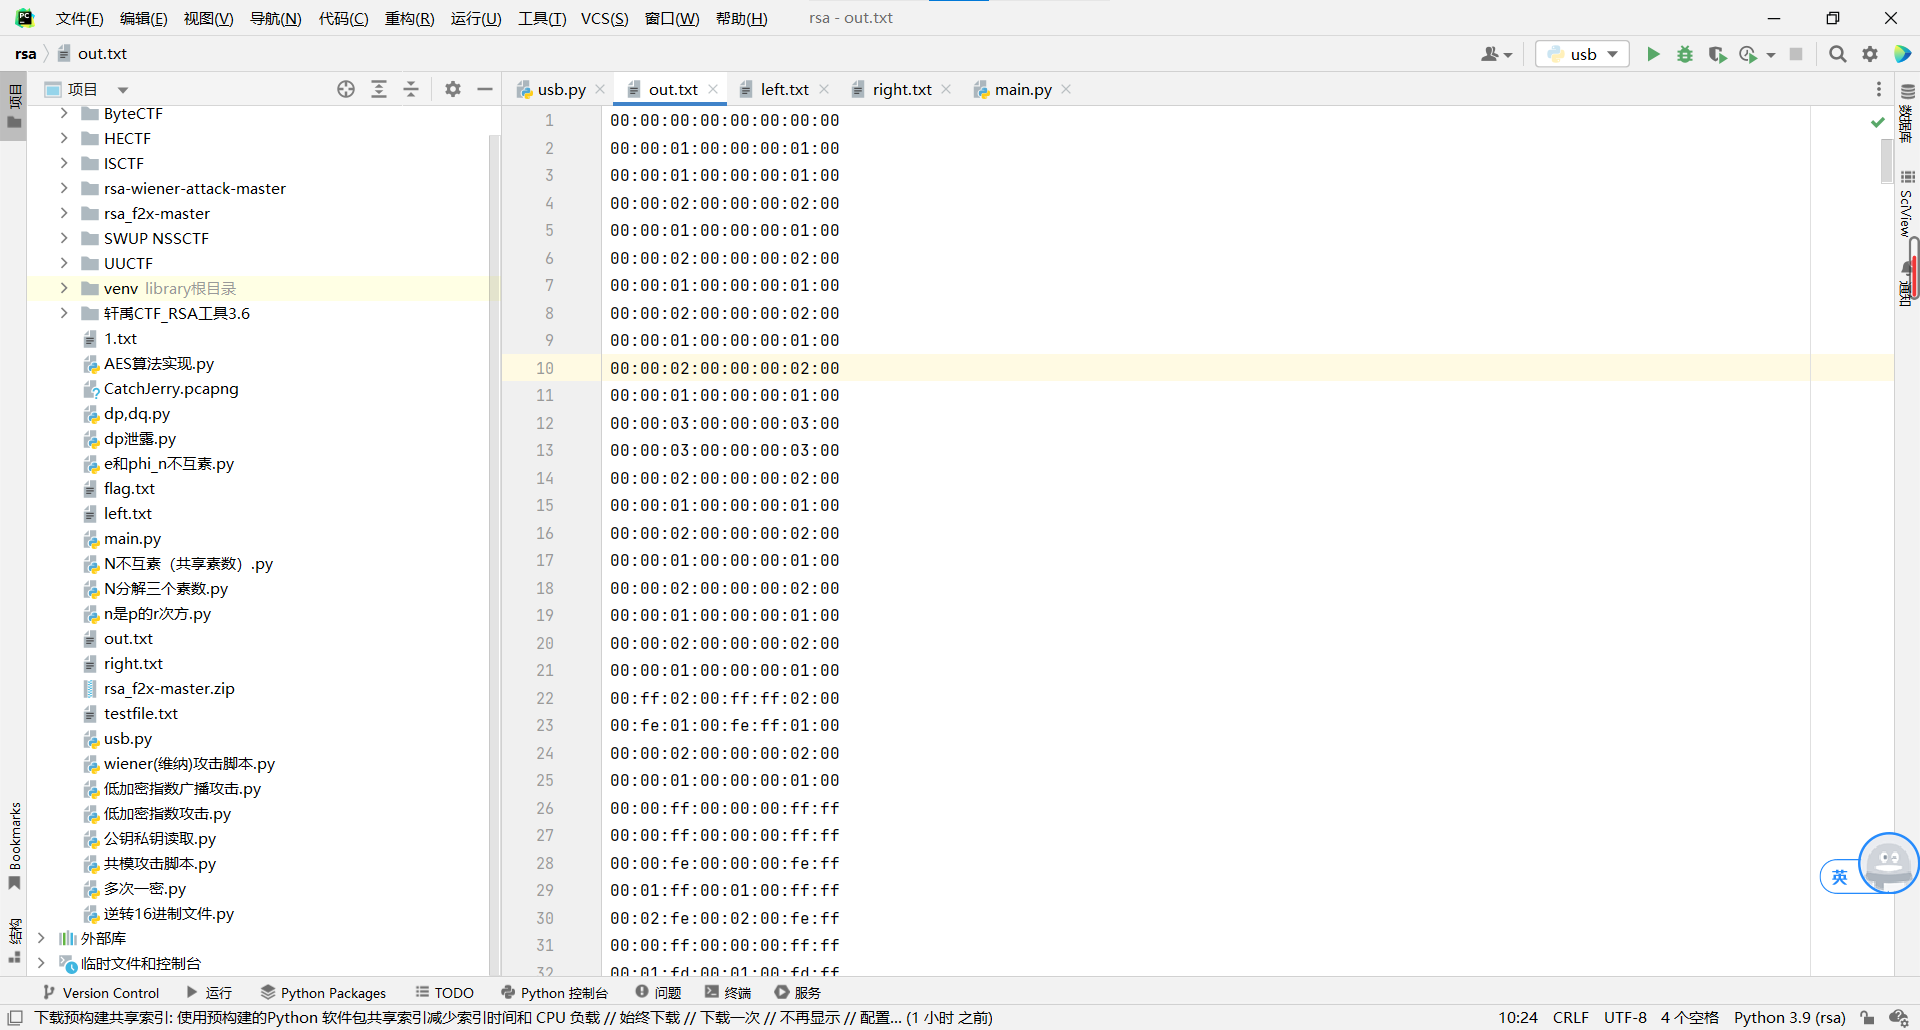 文件(F) 编辑(E) 视图(V) 导航(N) 代码(C) 重构(R) 运行(U) 工具(T) VCS(S) 窗口(W) 帮助(H) rsa - out.txt
rsa out.txt usb
项目
项目
usb.py out.txt left.txt right.txt main.py
ByteCTF
HECTF
ISCTF
rsa-wiener-attack-master
rsa_f2x-master
SWUP NSSCTF
UUCTF
venv library根目录
轩禹CTF_RSA工具3.6
1.txt
AES算法实现.py
CatchJerry.pcapng
dp,dq.py
dp泄露.py
e和phi_n不互素.py
flag.txt
left.txt
main.py
N不互素（共享素数）.py
N分解三个素数.py
n是p的r次方.py
out.txt
right.txt
rsa_f2x-master.zip
testfile.txt
usb.py
wiener(维纳)攻击脚本.py
低加密指数广播攻击.py
低加密指数攻击.py
公钥私钥读取.py
共模攻击脚本.py
多次一密.py
逆转16进制文件.py
外部库
临时文件和控制台
Bookmarks
结构
1 00:00:00:00:00:00:00:00
2 00:00:01:00:00:00:01:00
3 00:00:01:00:00:00:01:00
4 00:00:02:00:00:00:02:00
5 00:00:01:00:00:00:01:00
6 00:00:02:00:00:00:02:00
7 00:00:01:00:00:00:01:00
8 00:00:02:00:00:00:02:00
9 00:00:01:00:00:00:01:00
10 00:00:02:00:00:00:02:00
11 00:00:01:00:00:00:01:00
12 00:00:03:00:00:00:03:00
13 00:00:03:00:00:00:03:00
14 00:00:02:00:00:00:02:00
15 00:00:01:00:00:00:01:00
16 00:00:02:00:00:00:02:00
17 00:00:01:00:00:00:01:00
18 00:00:02:00:00:00:02:00
19 00:00:01:00:00:00:01:00
20 00:00:02:00:00:00:02:00
21 00:00:01:00:00:00:01:00
22 00:ff:02:00:ff:ff:02:00
23 00:fe:01:00:fe:ff:01:00
24 00:00:02:00:00:00:02:00
25 00:00:01:00:00:00:01:00
26 00:00:ff:00:00:00:ff:ff
27 00:00:ff:00:00:00:ff:ff
28 00:00:fe:00:00:00:fe:ff
29 00:01:ff:00:01:00:ff:ff
30 00:02:fe:00:02:00:fe:ff
31 00:00:ff:00:00:00:ff:ff
32 00:01:fd:00:01:00:fd:ff
数据库
SciView
通知
英
Version Control 运行 Python Packages TODO Python 控制台 问题 终端 服务
下载预构建共享索引: 使用预构建的Python 软件包共享索引减少索引时间和 CPU 负载 // 始终下载 // 下载一次 // 不再显示 // 配置... (1 小时 之前) 10:24 CRLF UTF-8 4 个空格 Python 3.9 (rsa)